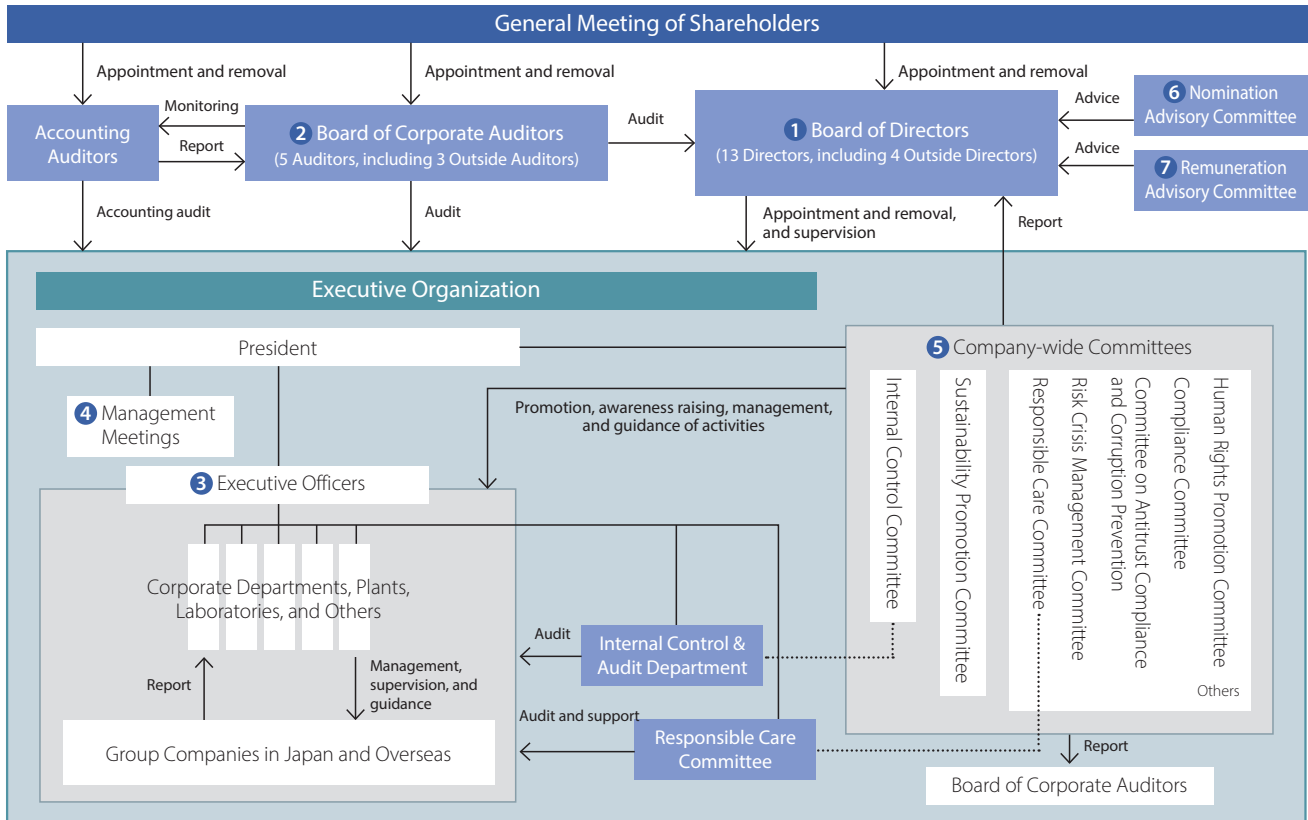 General Meeting of Shareholders
Appointment and removal
Appointment and removal
Appointment and removal
Accounting
Auditors
Monitoring
Report
2 Board of Corporate Auditors
(5 Auditors, including 3 Outside Auditors)
Audit
1 Board of Directors
(13 Directors, including 4 Outside Directors)
Advice
6 Nomination
Advisory Committee
Advice
7 Remuneration
Advisory Committee
Accounting audit
Audit
Appointment and removal,
and supervision
Report
Executive Organization
President
4 Management
Meetings
3 Executive Officers
Promotion, awareness raising, management,
and guidance of activities
5 Company-wide Committees
Internal Control Committee
Sustainability Promotion Committee
Responsible Care Committee
Risk Crisis Management Committee
Committee on Antitrust Compliance
and Corruption Prevention
Compliance Committee
Human Rights Promotion Committee
Others
Corporate Departments, Plants,
Laboratories, and Others
Report
Management,
supervision, and
guidance
Group Companies in Japan and Overseas
Audit
Internal Control &
Audit Department
Audit and support
Responsible Care
Committee
Report
Board of Corporate Auditors